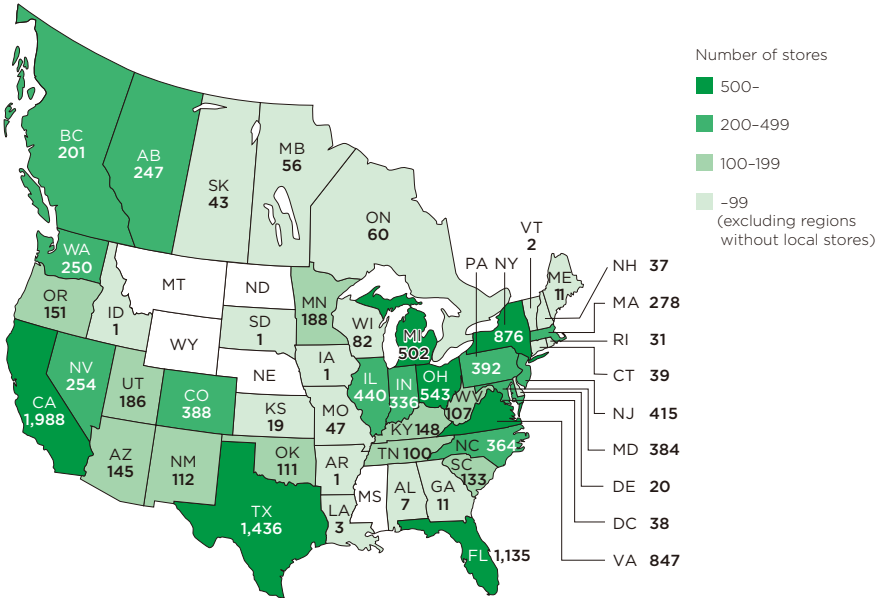 Number of stores
500–
200–499
100–199
–99
(excluding regions
without local stores)
BC
201
AB
247
SK
43
MB
56
ON
60
VT
2
PA NY
WA
250
MT
ND
MN
188
ME
11
NH 37
OR
151
ID
1
SD
1
WI
82
MI
502
876
MA 278
WY
IA
1
392
RI 31
NV
254
NE
IL
440
IN
336
OH
543
CT 39
CA
1,988
UT
186
CO
388
KS
19
MO
47
WV
107
NJ 415
KY 148
AZ
145
NM
112
OK
111
AR
1
TN 100
NC 364
MD 384
SC
133
DE 20
MS
AL
7
GA
11
TX
1,436
LA
3
DC 38
FL 1,135
VA 847